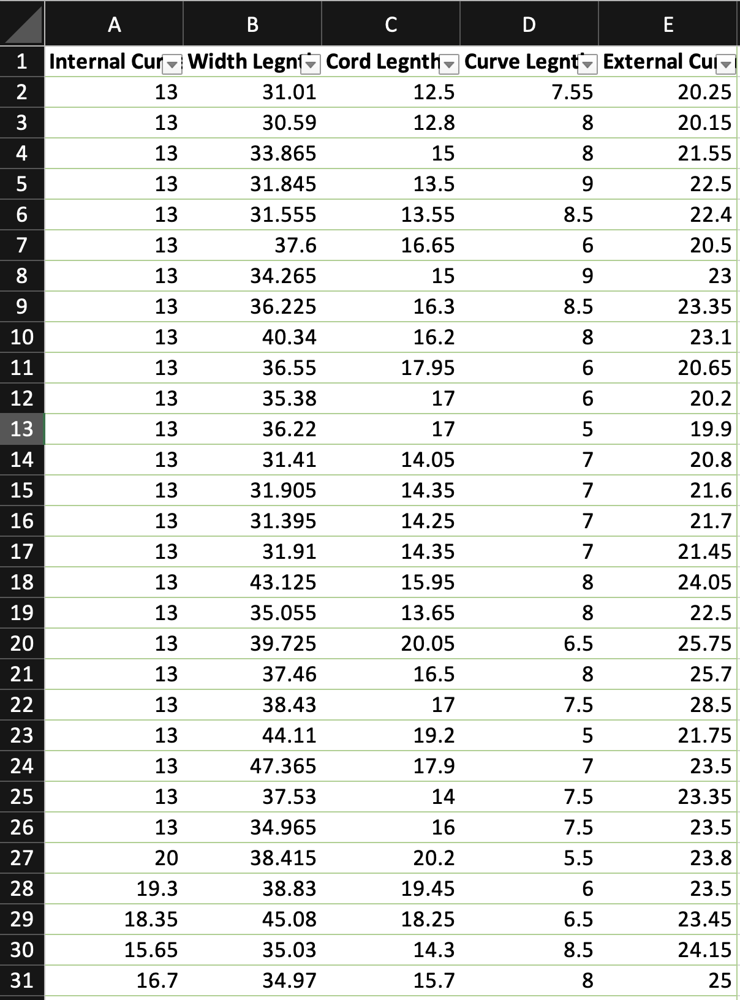 A B C D E
1 Internal Cur Width Legnt Cord Legnth Curve Legnt External Cur
2 13 31.01 12.5 7.55 20.25
3 13 30.59 12.8 8 20.15
4 13 33.865 15 8 21.55
5 13 31.845 13.5 9 22.5
6 13 31.555 13.55 8.5 22.4
7 13 37.6 16.65 6 20.5
8 13 34.265 15 9 23
9 13 36.225 16.3 8.5 23.35
10 13 40.34 16.2 8 23.1
11 13 36.55 17.95 6 20.65
12 13 35.38 17 6 20.2
13 13 36.22 17 5 19.9
14 13 31.41 14.05 7 20.8
15 13 31.905 14.35 7 21.6
16 13 31.395 14.25 7 21.7
17 13 31.91 14.35 7 21.45
18 13 43.125 15.95 8 24.05
19 13 35.055 13.65 8 22.5
20 13 39.725 20.05 6.5 25.75
21 13 37.46 16.5 8 25.7
22 13 38.43 17 7.5 28.5
23 13 44.11 19.2 5 21.75
24 13 47.365 17.9 7 23.5
25 13 37.53 14 7.5 23.35
26 13 34.965 16 7.5 23.5
27 20 38.415 20.2 5.5 23.8
28 19.3 38.83 19.45 6 23.5
29 18.35 45.08 18.25 6.5 23.45
30 15.65 35.03 14.3 8.5 24.15
31 16.7 34.97 15.7 8 25